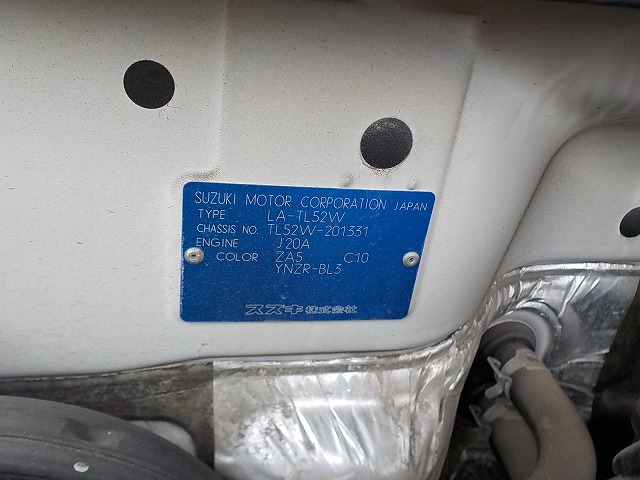 SUZUKI MOTOR CORPORATION JAPAN
TYPE LA-TL52W
CHASSIS NO. TL52W-201331
ENGINE J20A
COLOR ZA5 C10
YNZR-BL3
スズキ株式会社